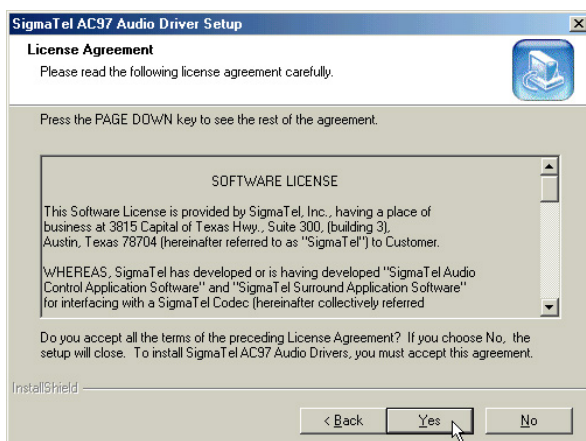 SigmaTel AC97 Audio Driver Setup
License Agreement
Please read the following license agreement carefully.
Press the PAGE DOWN key to see the rest of the agreement.
SOFTWARE LICENSE
This Software License is provided by SigmaTel, Inc., having a place of
business at 3815 Capital of Texas Hwy., Suite 300, (building 3),
Austin, Texas 78704 (hereinafter referred to as "SigmaTel") to Customer.
WHEREAS, SigmaTel has developed or is having developed "SigmaTel Audio
Control Application Software" and "SigmaTel Surround Application Software"
for interfacing with a SigmaTel Codec (hereinafter collectively referred
Do you accept all the terms of the preceding License Agreement? If you choose No, the
setup will close. To install SigmaTel AC97 Audio Drivers, you must accept this agreement.
InstallShield
< Back Yes No